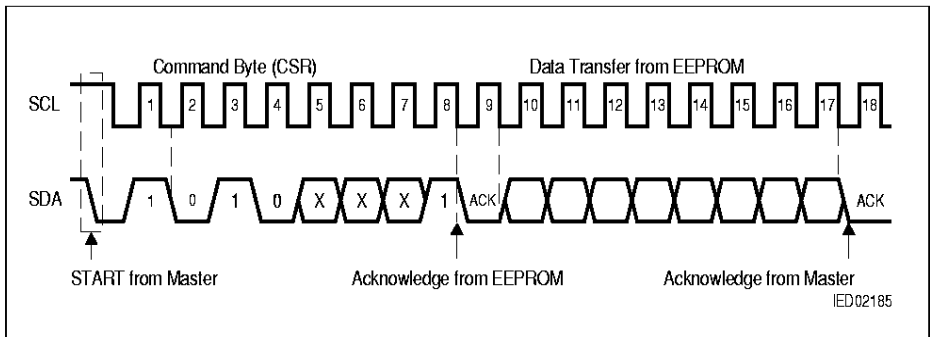 Command Byte (CSR) Data Transfer from EEPROM
SCL 1 2 3 4 5 6 7 8 9 10 11 12 13 14 15 16 17 18
SDA 1 0 1 0 X X X 1 ACK ACK
START from Master Acknowledge from EEPROM Acknowledge from Master
IED02185